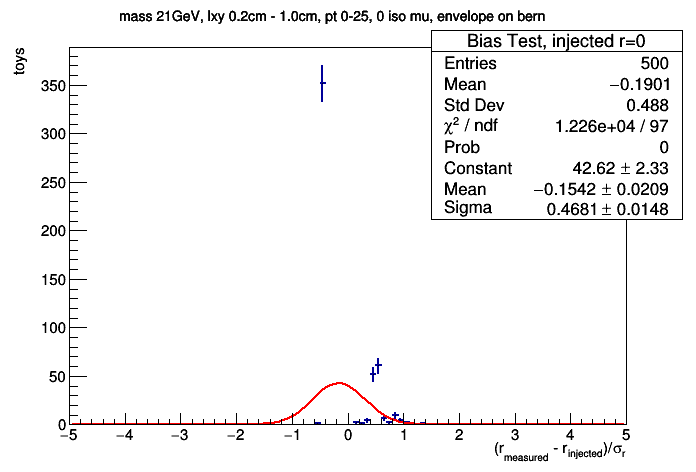 mass 21GeV, lxy 0.2cm - 1.0cm, pt 0-25, 0 iso mu, envelope on bern
Bias Test, injected r=0
Entries 500
Mean −0.1901
Std Dev 0.488
χ² / ndf 1.226e+04 / 97
Prob 0
Constant 42.62 ± 2.33
Mean −0.1542 ± 0.0209
Sigma 0.4681 ± 0.0148
toys
350
300
250
200
150
100
50
0
−5 −4 −3 −2 −1 0 1 2 3 4 5
(r_measured - r_injected)/σ_r